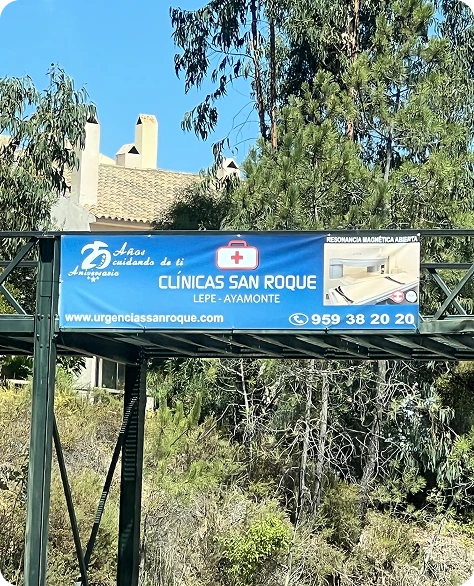 25 Años
cuidando de ti
Aniversario
CLÍNICAS SAN ROQUE
LEPE - AYAMONTE
RESONANCIA MAGNÉTICA ABIERTA
www.urgenciassanroque.com
959 38 20 20